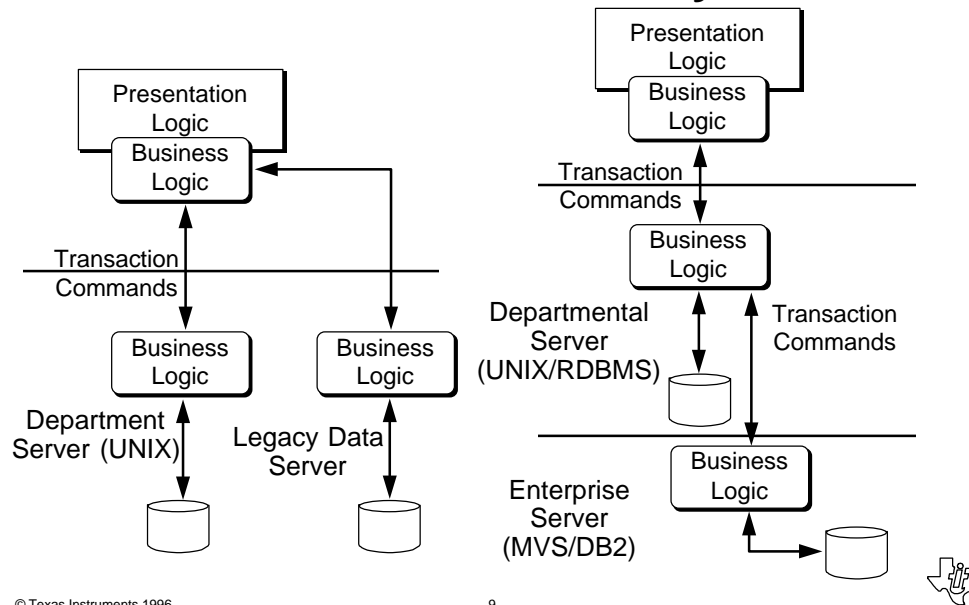 Presentation
Logic
Business
Logic
Transaction
Commands
Business
Logic
Department
Server (UNIX)
Business
Logic
Legacy Data
Server
Presentation
Logic
Business
Logic
Transaction
Commands
Business
Logic
Departmental
Server
(UNIX/RDBMS)
Transaction
Commands
Business
Logic
Enterprise
Server
(MVS/DB2)
© Texas Instruments 1996
9